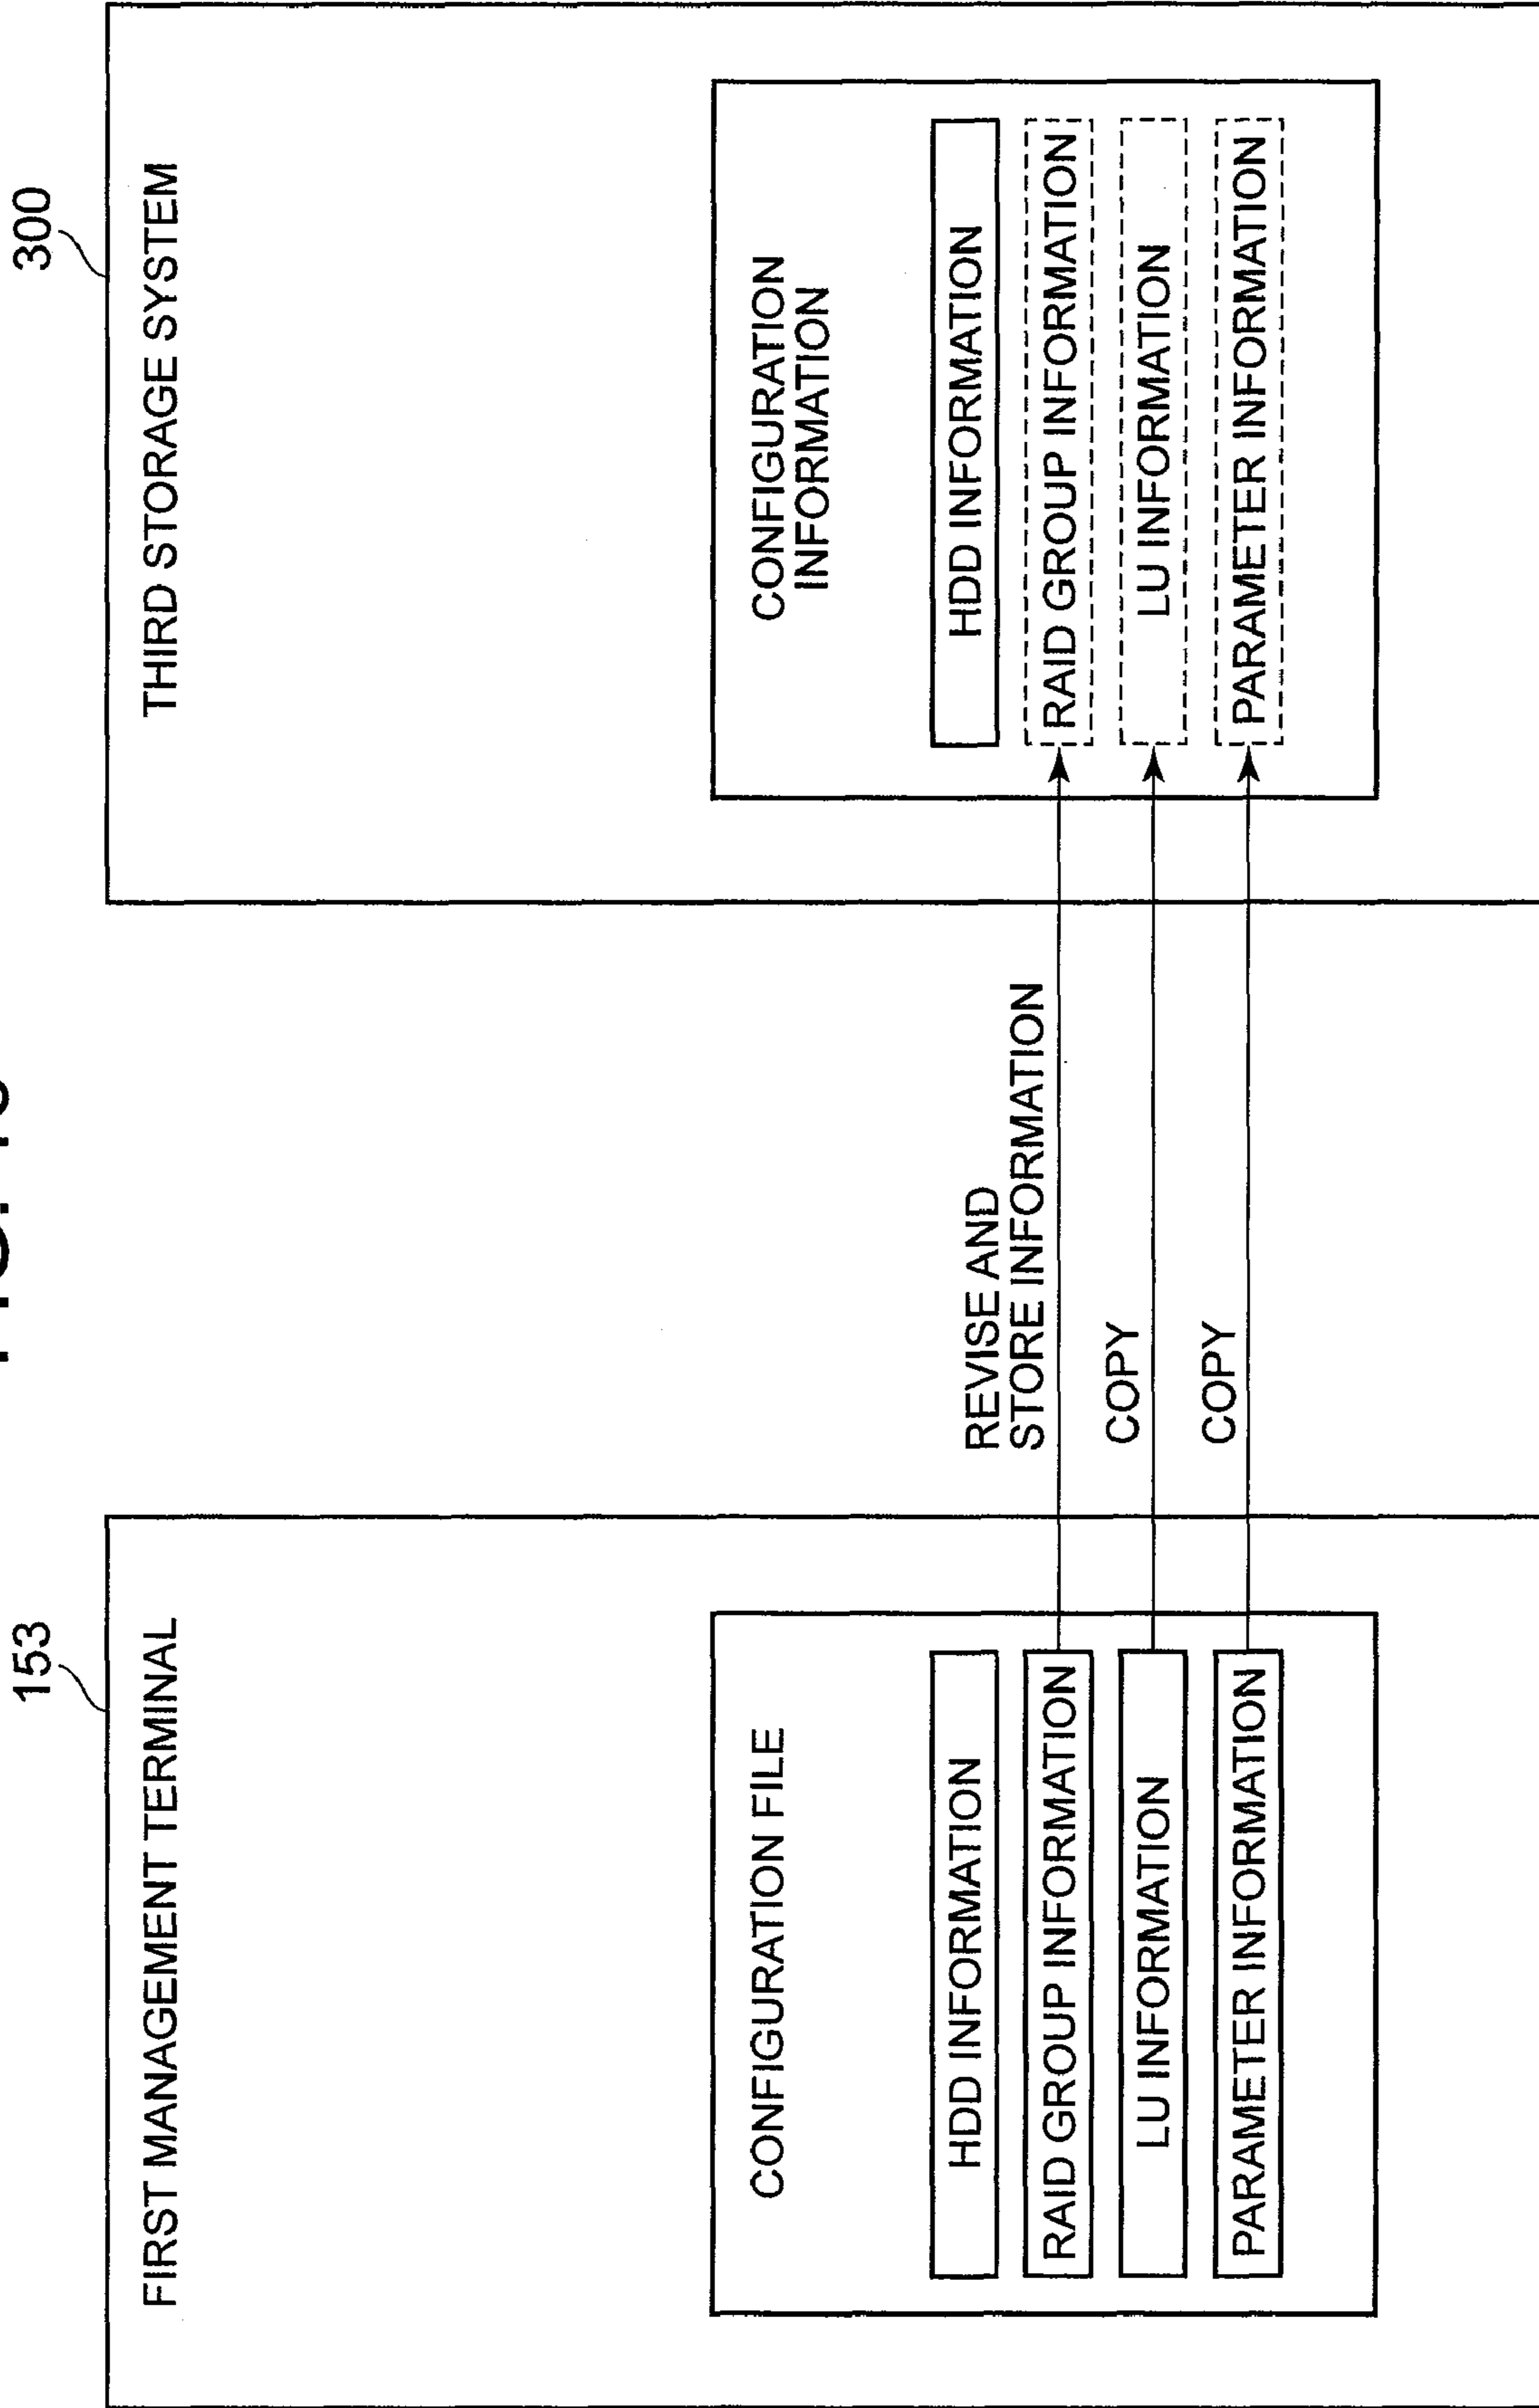 153
FIRST MANAGEMENT TERMINAL
CONFIGURATION FILE
HDD INFORMATION
RAID GROUP INFORMATION
LU INFORMATION
PARAMETER INFORMATION
REVISE AND
STORE INFORMATION
COPY
COPY
300
THIRD STORAGE SYSTEM
CONFIGURATION
INFORMATION
HDD INFORMATION
RAID GROUP INFORMATION
LU INFORMATION
PARAMETER INFORMATION